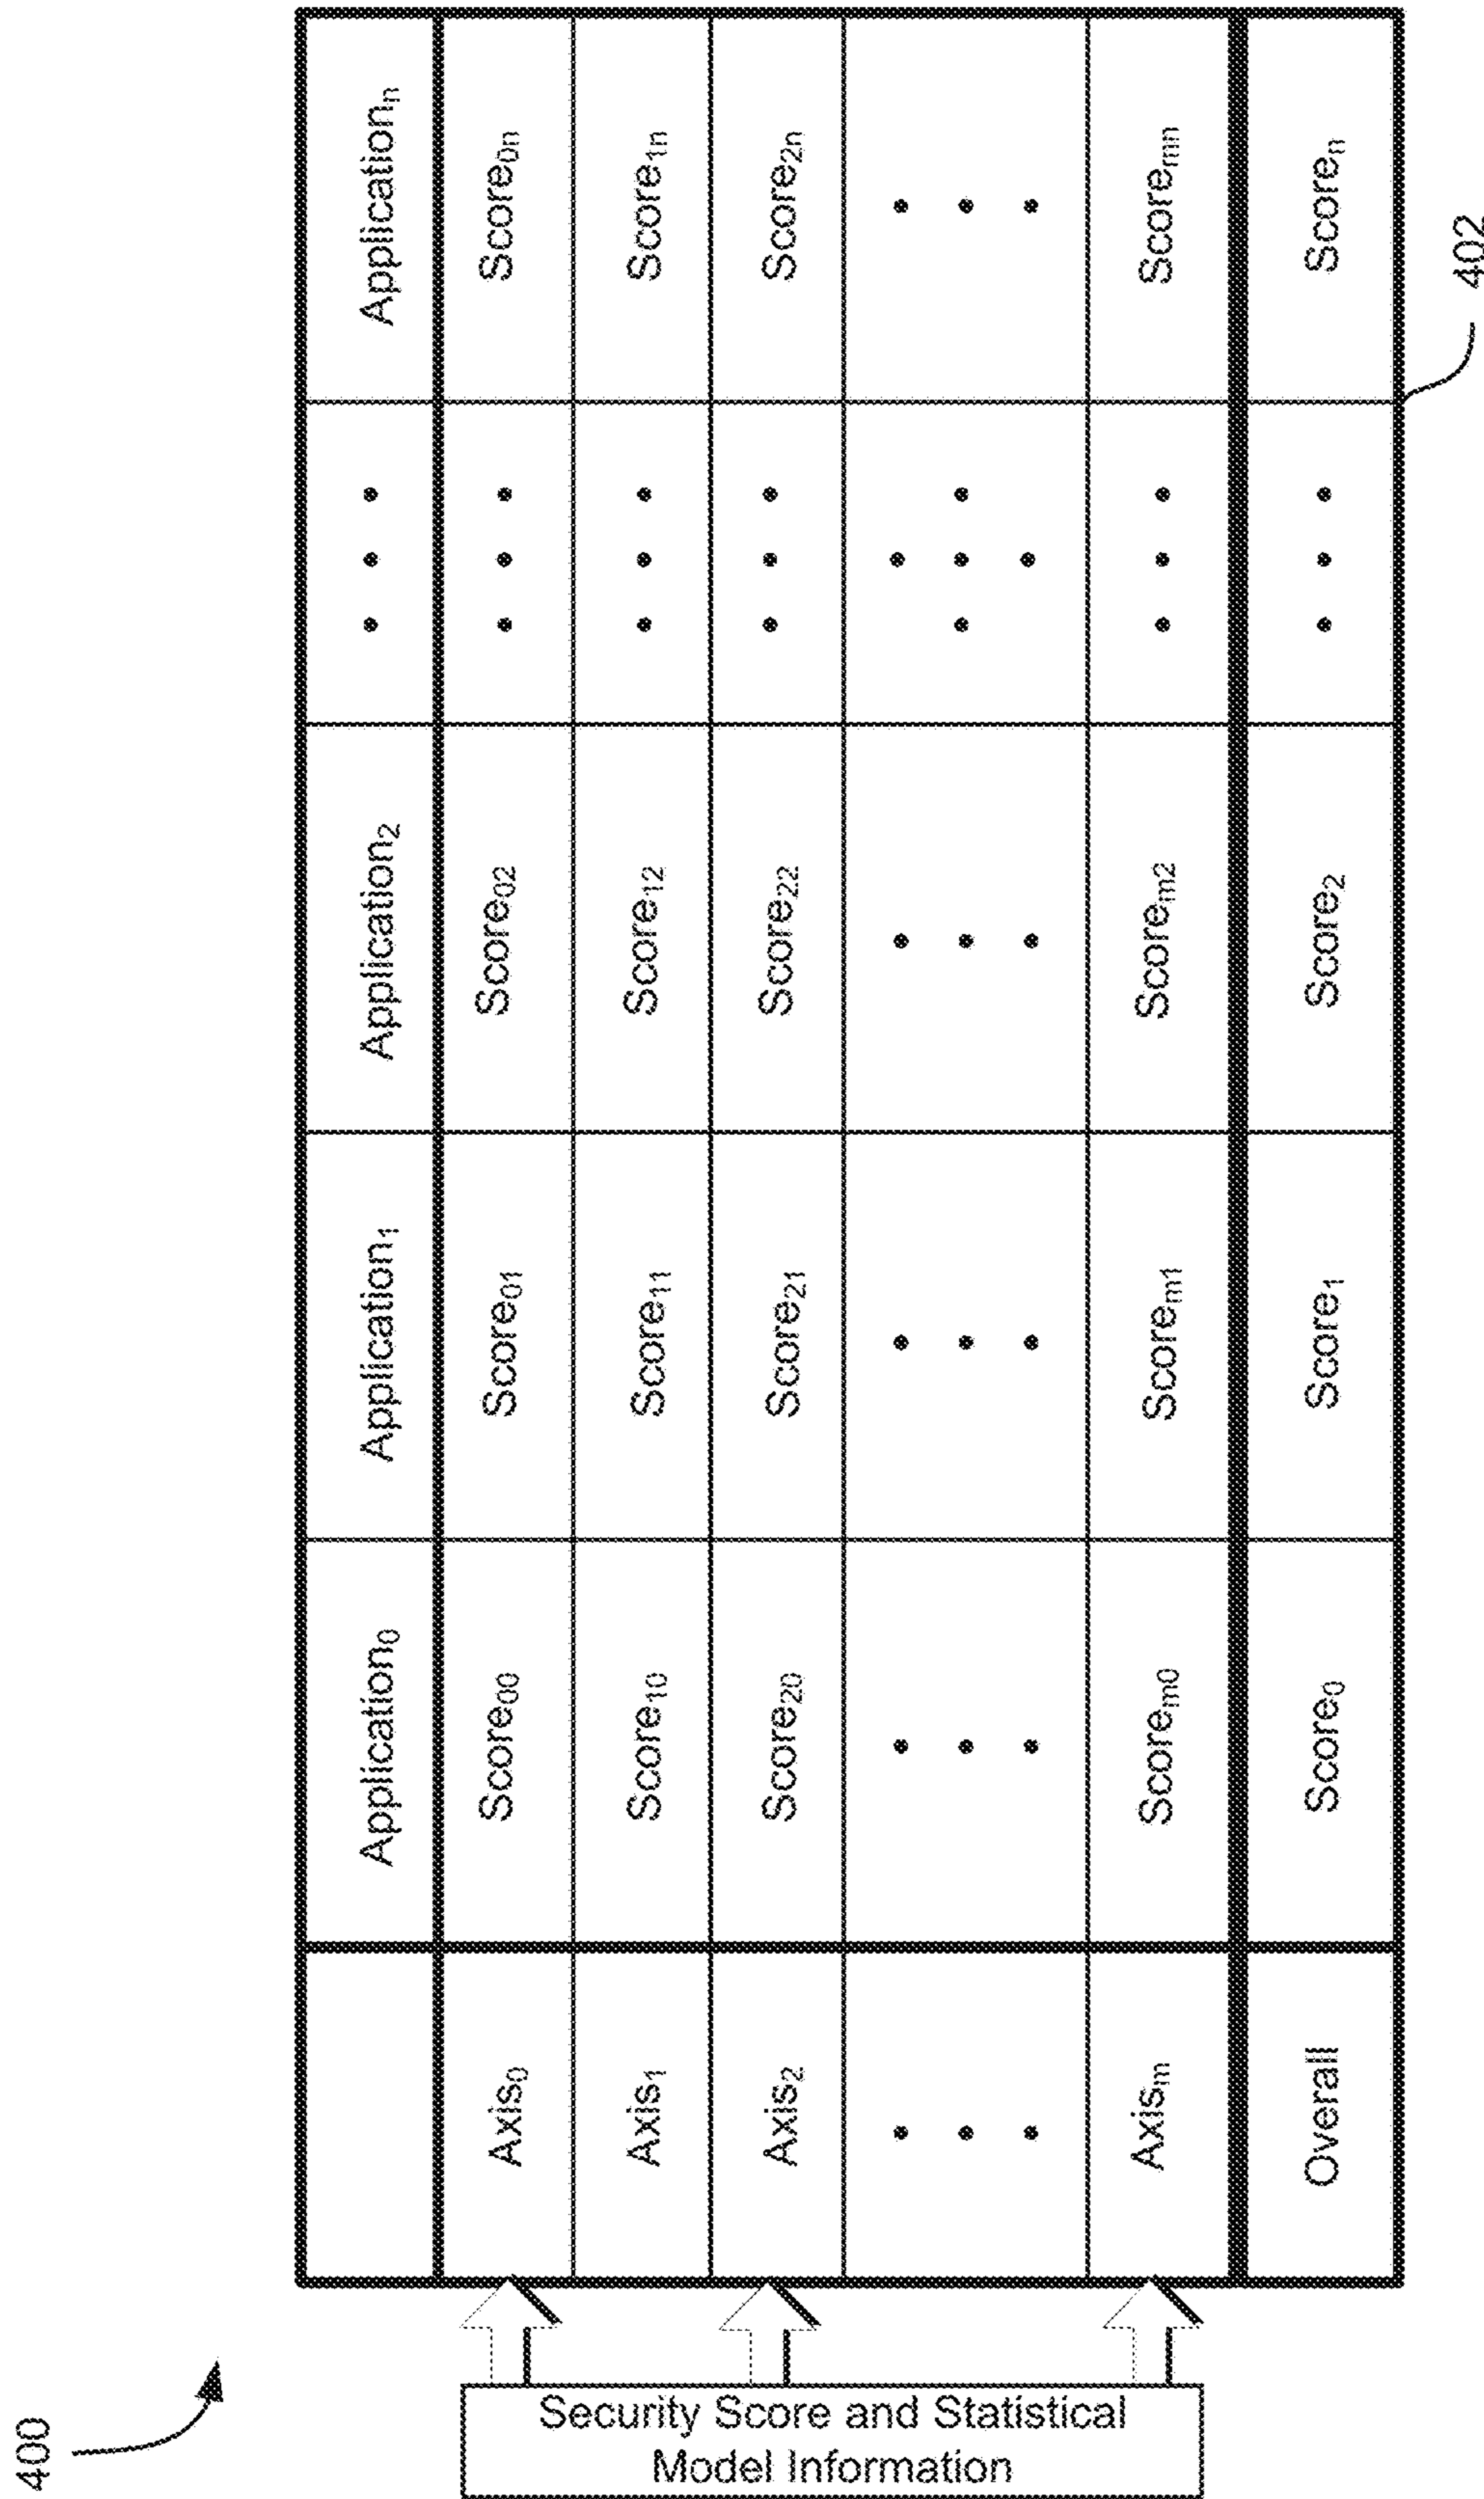 400
Security Score and Statistical
Model Information
Application₀ Application₁ Application₂ • • • Applicationₙ
Axis₀ Score₀₀ Score₀₁ Score₀₂ • • • Score₀ₙ
Axis₁ Score₁₀ Score₁₁ Score₁₂ • • • Score₁ₙ
Axis₂ Score₂₀ Score₂₁ Score₂₂ • • • Score₂ₙ
Axisₘ Scoreₘ₀ Scoreₘ₁ Scoreₘ₂ • • • Scoreₘₙ
Overall Score₀ Score₁ Score₂ • • • Scoreₙ
402